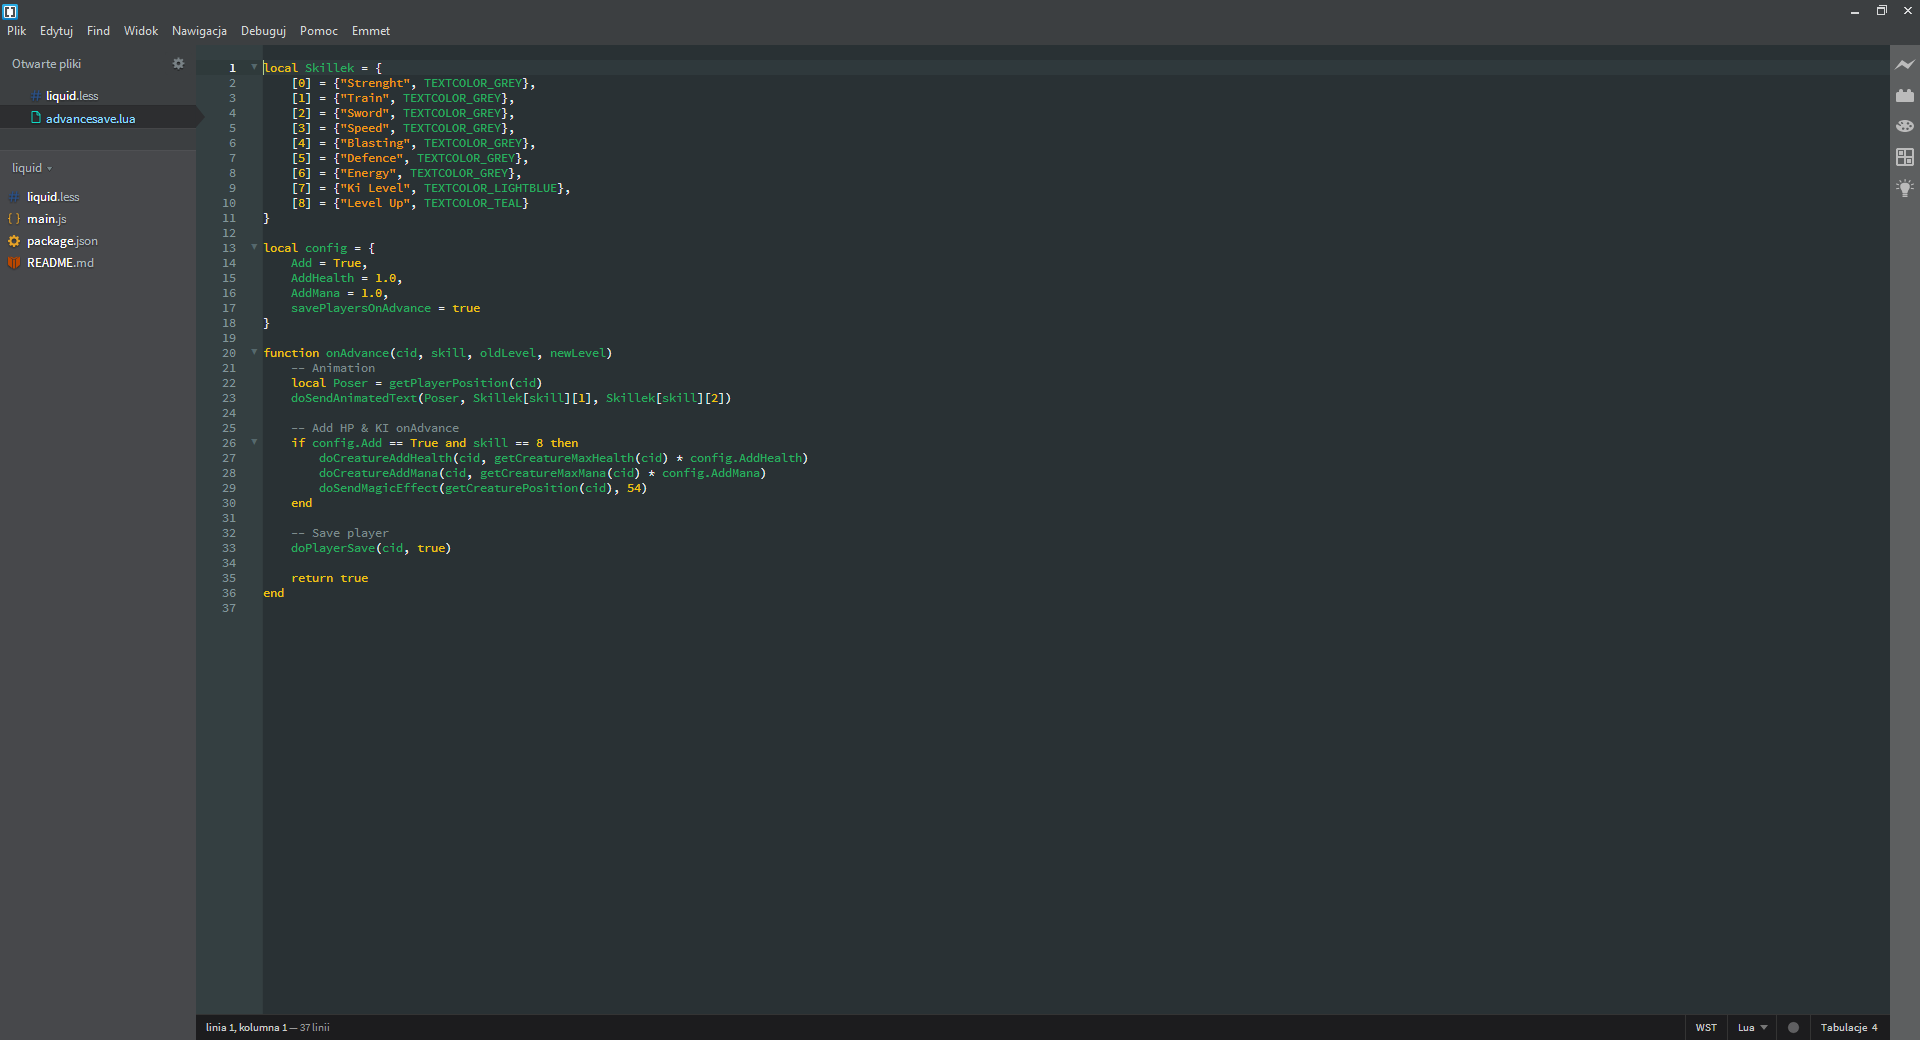 Plik Edytuj Find Widok Nawigacja Debuguj Pomoc Emmet
Otwarte pliki
liquid.less
advancesave.lua
liquid
liquid.less
main.js
package.json
README.md
1 local Skillek = {
2     [0] = {"Strenght", TEXTCOLOR_GREY},
3     [1] = {"Train", TEXTCOLOR_GREY},
4     [2] = {"Sword", TEXTCOLOR_GREY},
5     [3] = {"Speed", TEXTCOLOR_GREY},
6     [4] = {"Blasting", TEXTCOLOR_GREY},
7     [5] = {"Defence", TEXTCOLOR_GREY},
8     [6] = {"Energy", TEXTCOLOR_GREY},
9     [7] = {"Ki Level", TEXTCOLOR_LIGHTBLUE},
10     [8] = {"Level Up", TEXTCOLOR_TEAL}
11 }
12
13 local config = {
14     Add = True,
15     AddHealth = 1.0,
16     AddMana = 1.0,
17     savePlayersOnAdvance = true
18 }
19
20 function onAdvance(cid, skill, oldLevel, newLevel)
21     -- Animation
22     local Poser = getPlayerPosition(cid)
23     doSendAnimatedText(Poser, Skillek[skill][1], Skillek[skill][2])
24
25     -- Add HP & KI onAdvance
26     if config.Add == True and skill == 8 then
27         doCreatureAddHealth(cid, getCreatureMaxHealth(cid) * config.AddHealth)
28         doCreatureAddMana(cid, getCreatureMaxMana(cid) * config.AddMana)
29         doSendMagicEffect(getCreaturePosition(cid), 54)
30     end
31
32     -- Save player
33     doPlayerSave(cid, true)
34
35     return true
36 end
37
linia 1, kolumna 1 — 37 linii
WST Lua Tabulacje 4